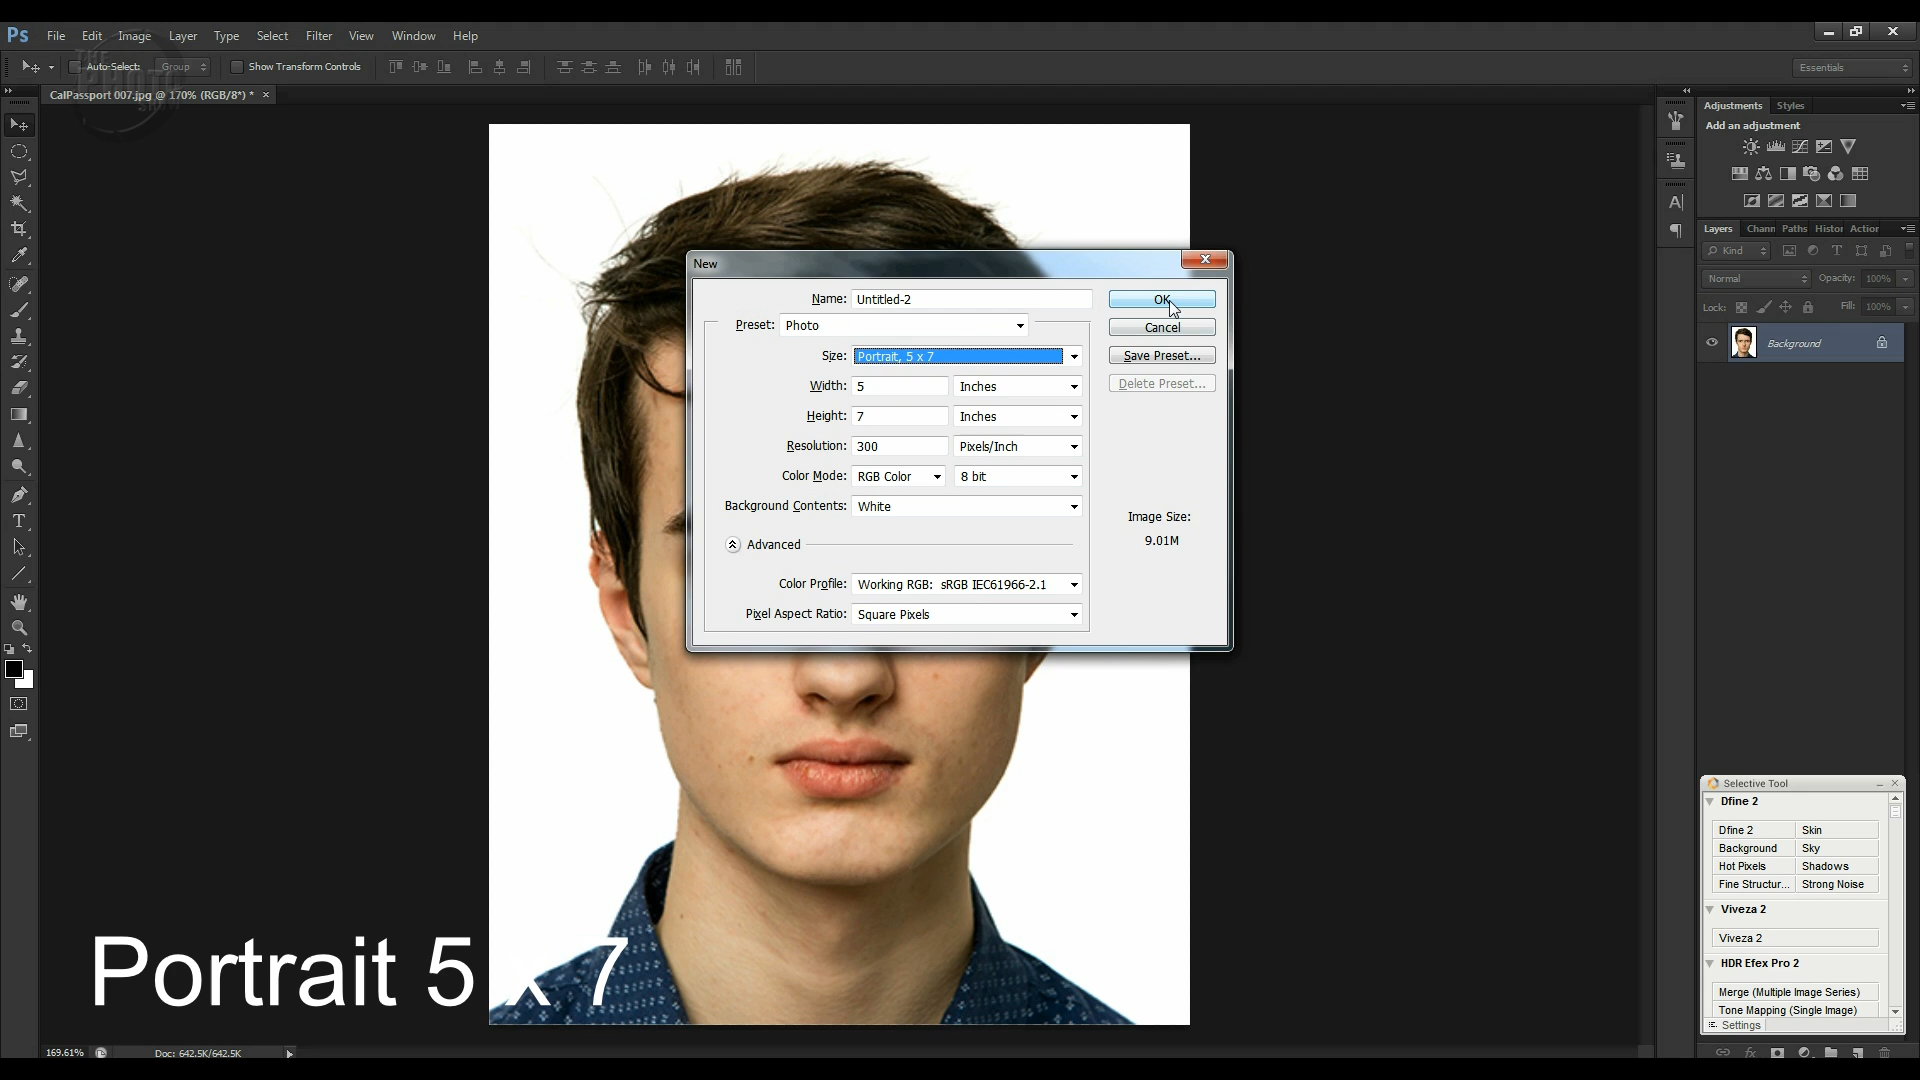 Ps File Edit Image Layer Type Select Filter View Window Help
Auto-Select: Group Show Transform Controls Essentials
THE PHOTO
CalPassport 007.jpg @ 170% (RGB/8*) * ×
Adjustments Styles
Add an adjustment
Layers Chann Paths Histor Action
Kind
Normal Opacity: 100%
Lock: Fill: 100%
Background
New
Name: Untitled-2
OK
Preset: Photo
Cancel
Size: Portrait, 5 x 7
Save Preset...
Width: 5 Inches
Delete Preset...
Height: 7 Inches
Resolution: 300 Pixels/Inch
Color Mode: RGB Color 8 bit
Background Contents: White
Image Size:
9.01M
Advanced
Color Profile: Working RGB: sRGB IEC61966-2.1
Pixel Aspect Ratio: Square Pixels
Selective Tool
Dfine 2
Dfine 2 Skin
Background Sky
Hot Pixels Shadows
Fine Structur... Strong Noise
Viveza 2
Viveza 2
HDR Efex Pro 2
Merge (Multiple Image Series)
Tone Mapping (Single Image)
Settings
Portrait 5 x 7
169.61% Doc: 642.5K/642.5K